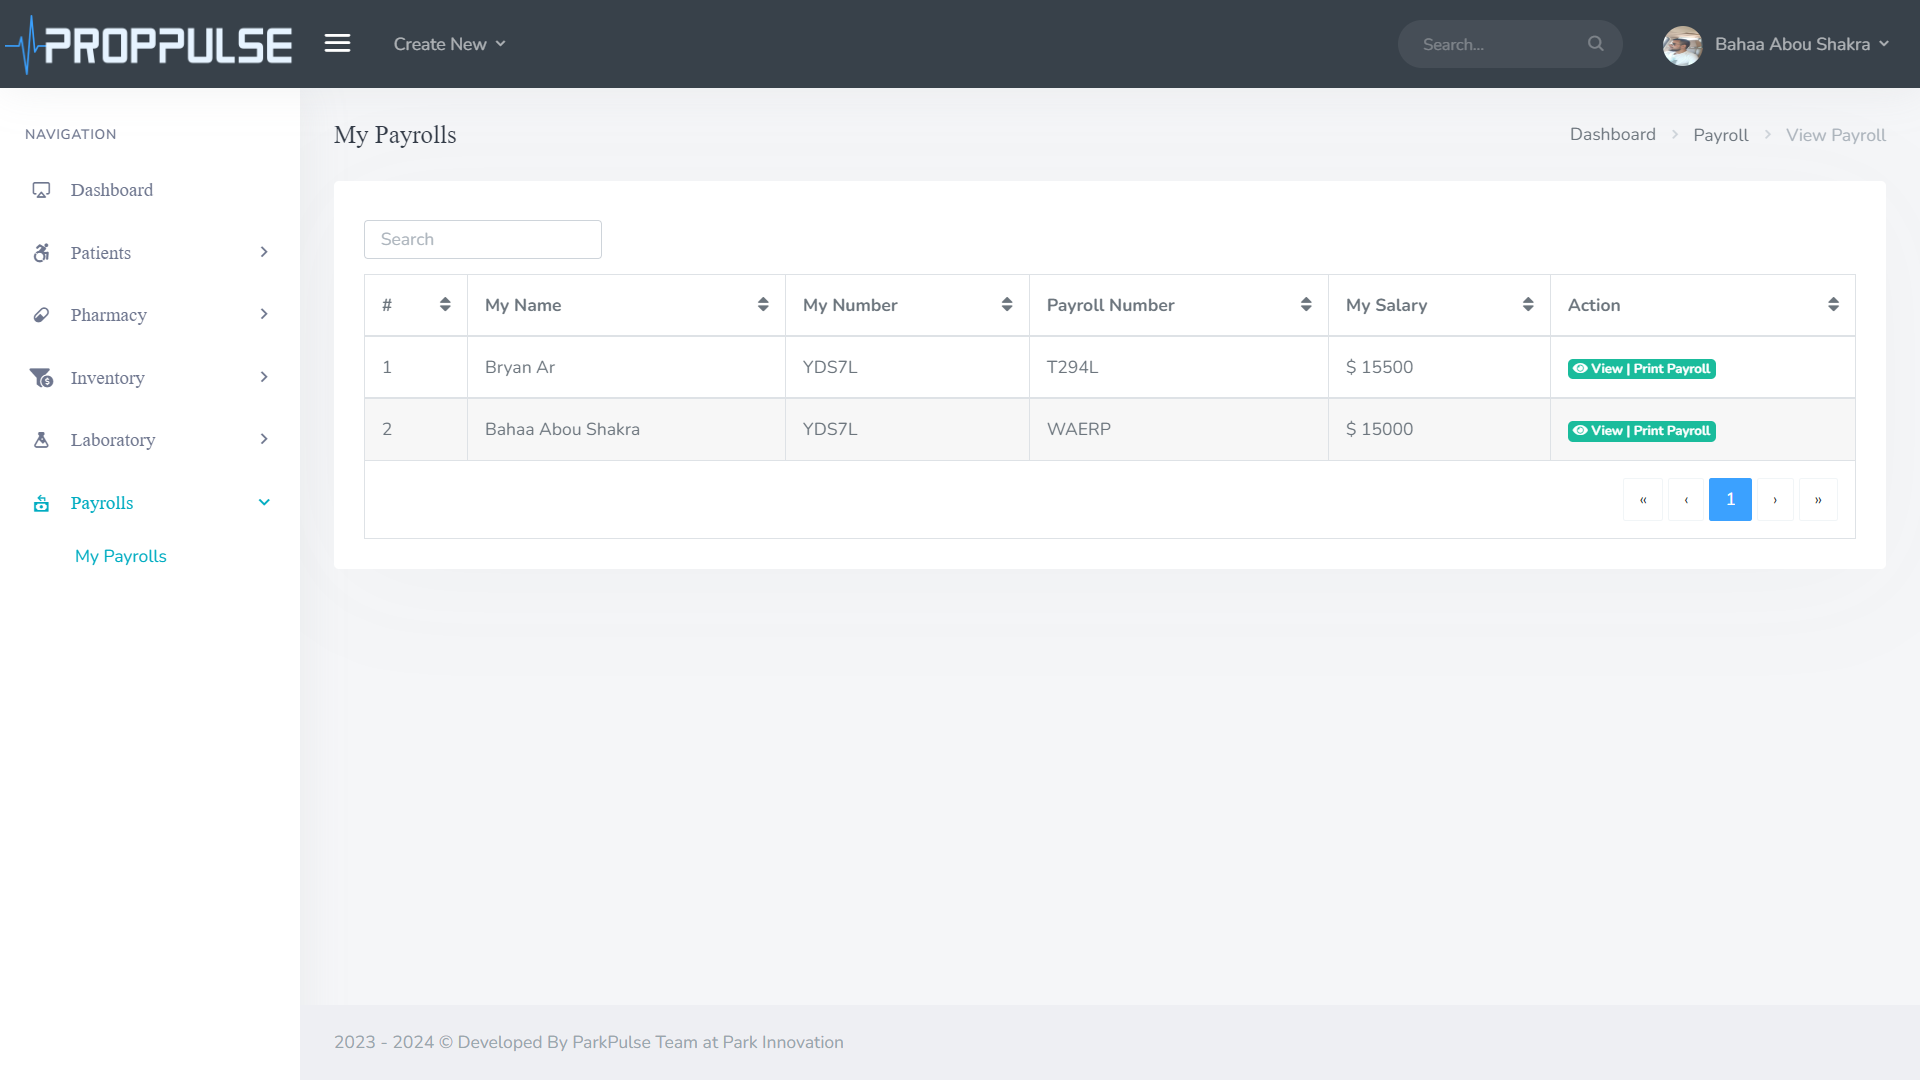 PROPPULSE
Create New
Search...
Bahaa Abou Shakra
NAVIGATION
Dashboard
Patients
Pharmacy
Inventory
Laboratory
Payrolls
My Payrolls
My Payrolls
Dashboard > Payroll > View Payroll
Search
# My Name My Number Payroll Number My Salary Action
1 Bryan Ar YDS7L T294L $ 15500 View | Print Payroll
2 Bahaa Abou Shakra YDS7L WAERP $ 15000 View | Print Payroll
« ‹ 1 › »
2023 - 2024 © Developed By ParkPulse Team at Park Innovation